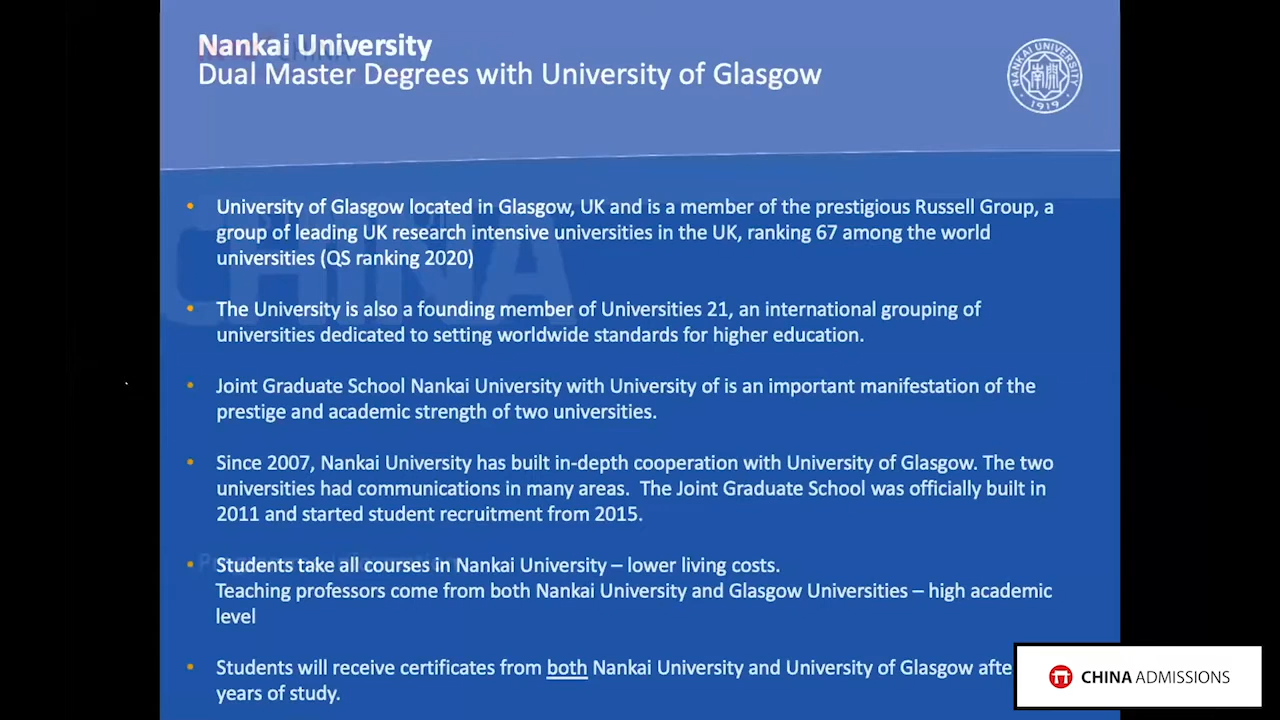 Nankai University
Dual Master Degrees with University of Glasgow
NANKAI UNIVERSITY
1919
University of Glasgow located in Glasgow, UK and is a member of the prestigious Russell Group, a
group of leading UK research intensive universities in the UK, ranking 67 among the world
universities (QS ranking 2020)
CHINA
The University is also a founding member of Universities 21, an international grouping of
universities dedicated to setting worldwide standards for higher education.
Joint Graduate School Nankai University with University of is an important manifestation of the
prestige and academic strength of two universities.
Since 2007, Nankai University has built in-depth cooperation with University of Glasgow. The two
universities had communications in many areas. The Joint Graduate School was officially built in
2011 and started student recruitment from 2015.
Students take all courses in Nankai University – lower living costs.
Teaching professors come from both Nankai University and Glasgow Universities – high academic
level
Students will receive certificates from both Nankai University and University of Glasgow afte
years of study.
CHINA ADMISSIONS